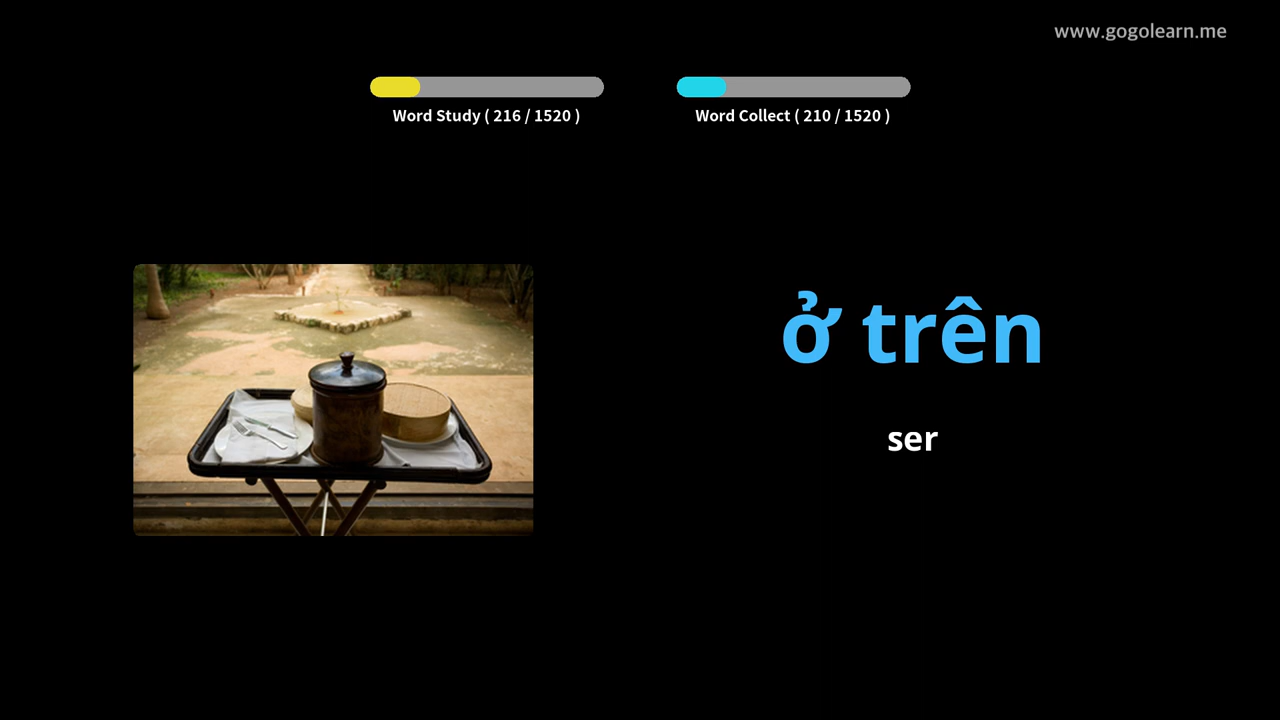 www.gogolearn.me
Word Study ( 216 / 1520 )
Word Collect ( 210 / 1520 )
ở trên
ser